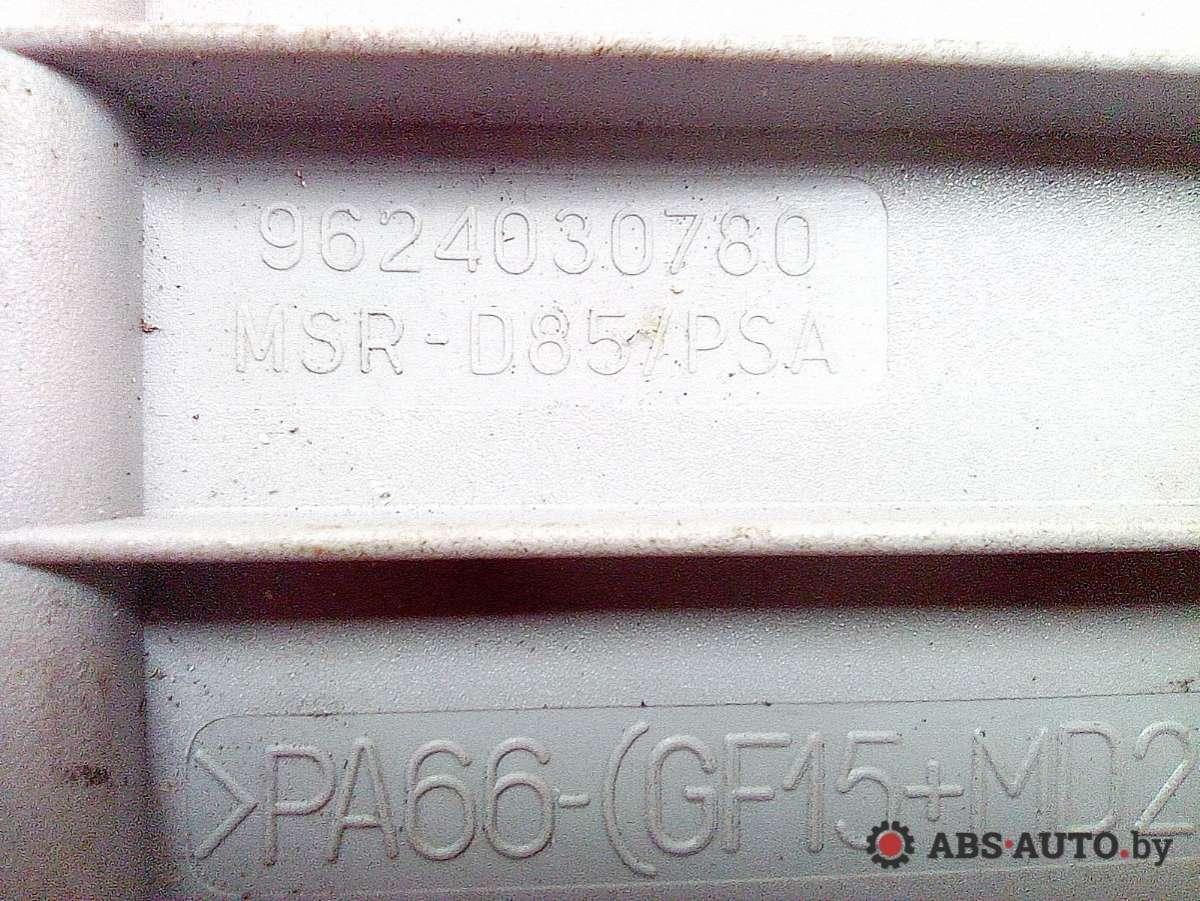 9624030780
MSR-D85/PSA
>PA66-(GF15+MD2
ABS-AUTO.by